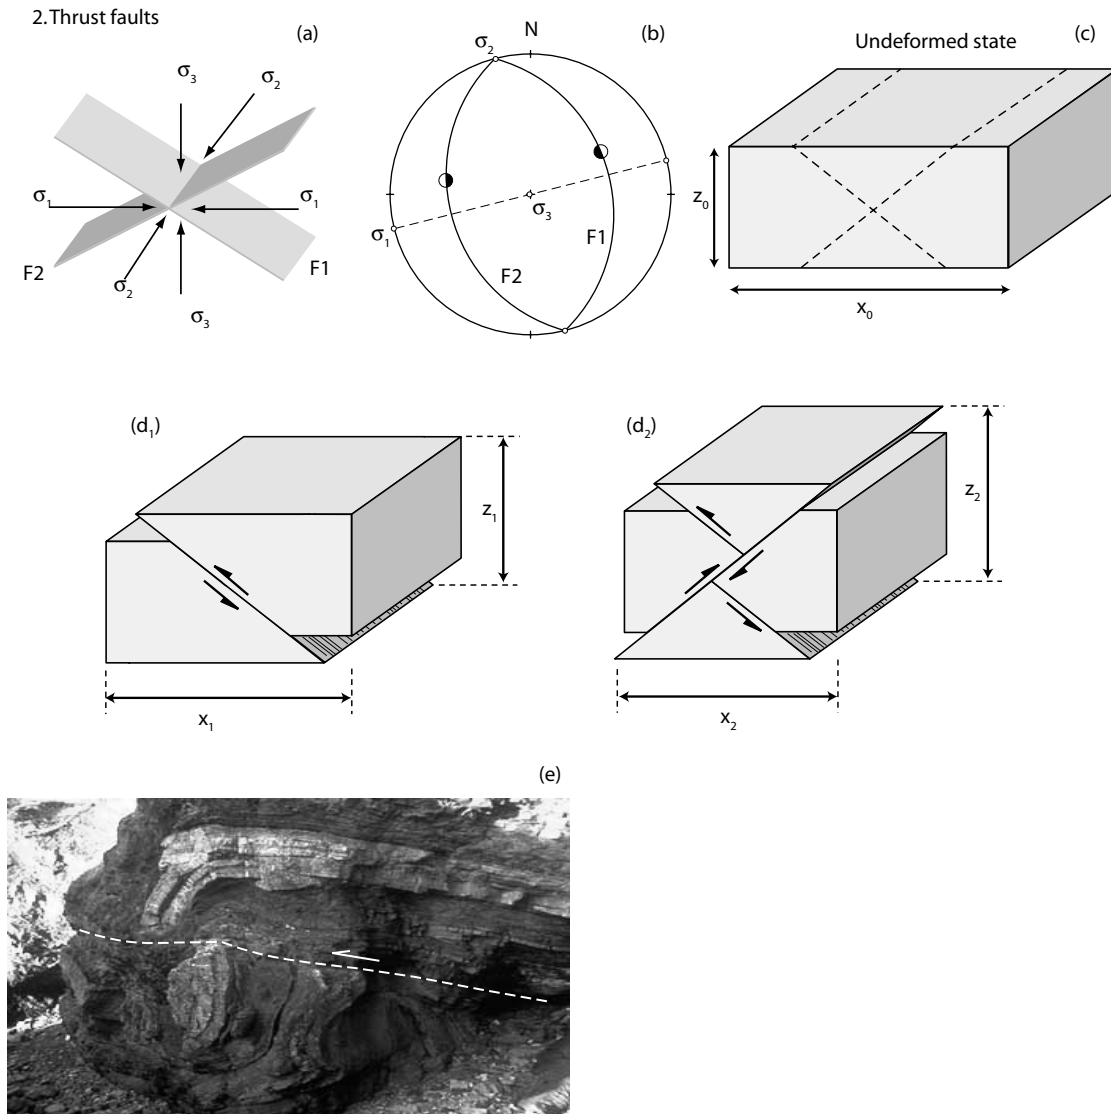 2. Thrust faults
(a)
σ3
σ2
σ1
σ1
F2
F1
σ2
σ3
(b)
N
σ2
σ3
σ1
F1
F2
(c)
Undeformed state
z0
x0
(d1)
z1
x1
(d2)
z2
x2
(e)